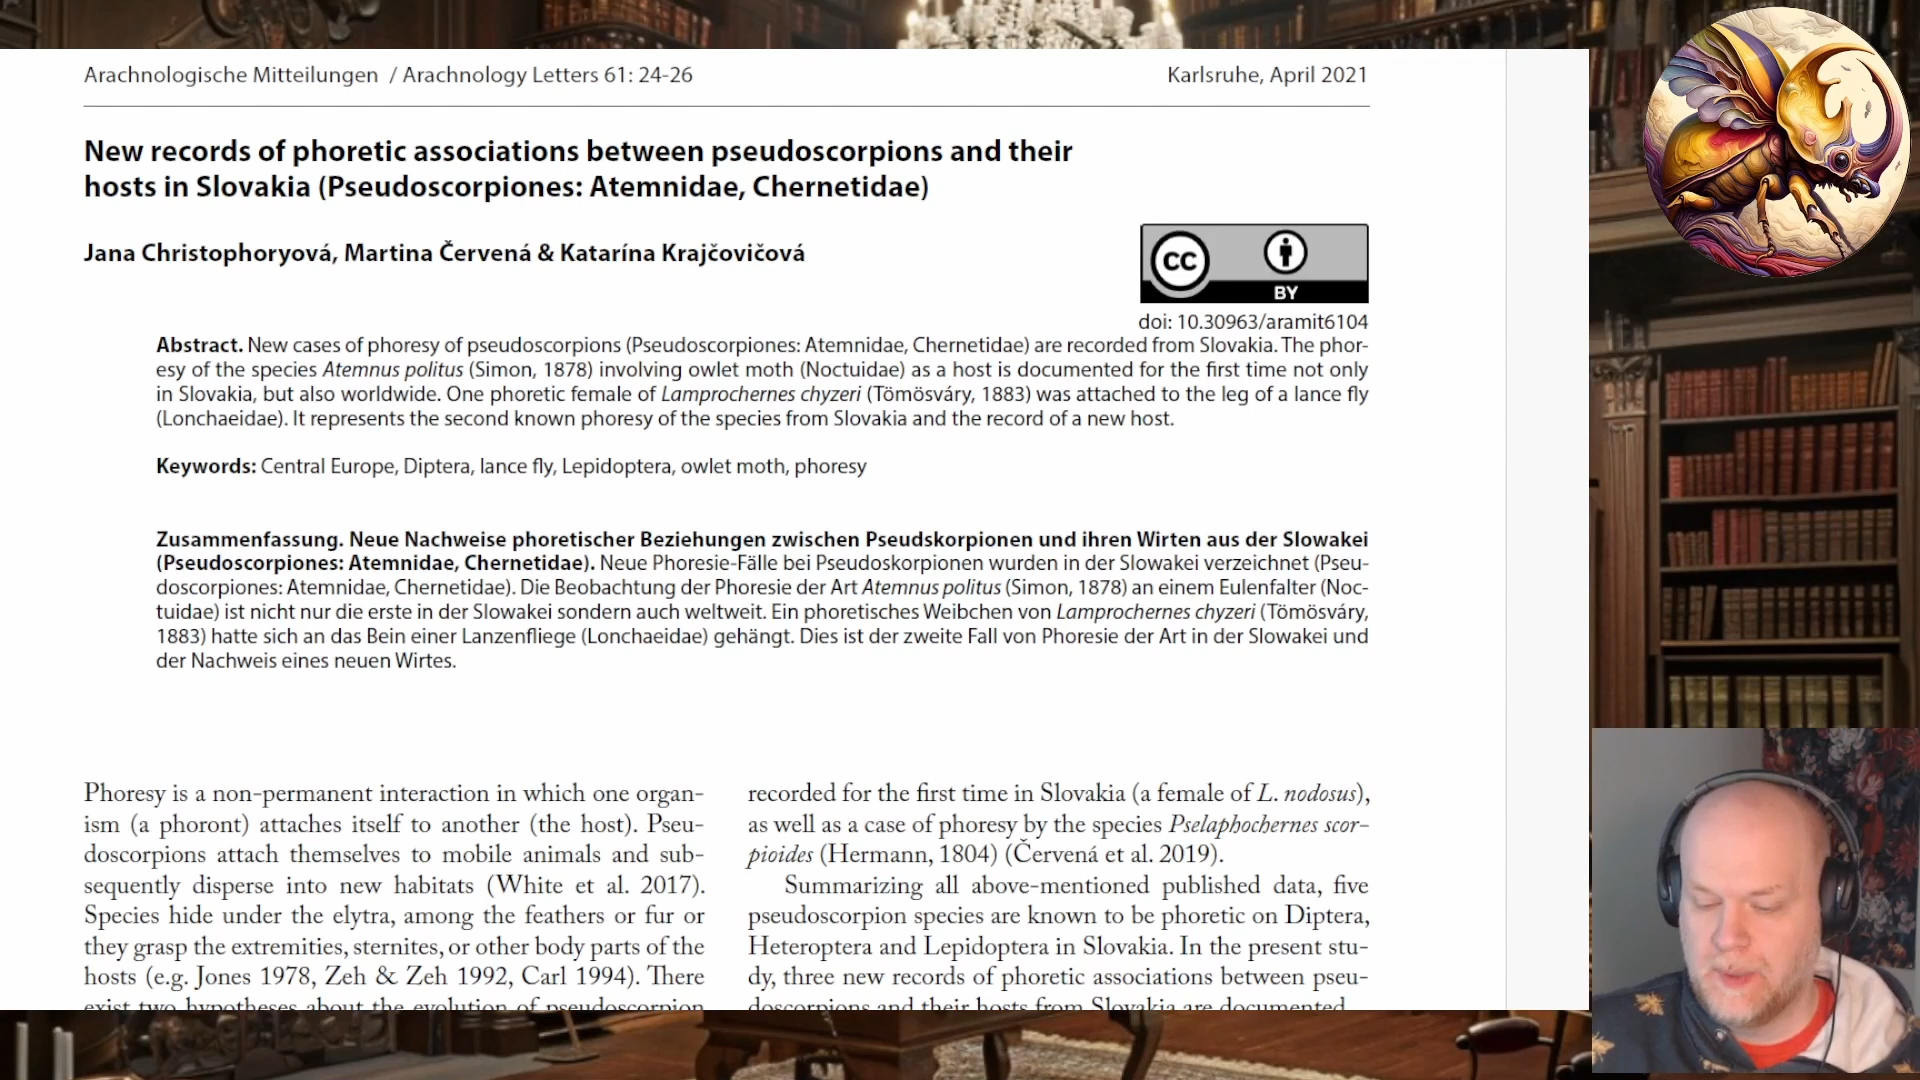 Arachnologische Mitteilungen / Arachnology Letters 61: 24-26
Karlsruhe, April 2021
New records of phoretic associations between pseudoscorpions and their
hosts in Slovakia (Pseudoscorpiones: Atemnidae, Chernetidae)
Jana Christophoryová, Martina Červená & Katarína Krajčovičová
CC
BY
doi: 10.30963/aramit6104
Abstract. New cases of phoresy of pseudoscorpions (Pseudoscorpiones: Atemnidae, Chernetidae) are recorded from Slovakia. The phor-
esy of the species Atemnus politus (Simon, 1878) involving owlet moth (Noctuidae) as a host is documented for the first time not only
in Slovakia, but also worldwide. One phoretic female of Lamprochernes chyzeri (Tömösváry, 1883) was attached to the leg of a lance fly
(Lonchaeidae). It represents the second known phoresy of the species from Slovakia and the record of a new host.
Keywords: Central Europe, Diptera, lance fly, Lepidoptera, owlet moth, phoresy
Zusammenfassung. Neue Nachweise phoretischer Beziehungen zwischen Pseudskorpionen und ihren Wirten aus der Slowakei
(Pseudoscorpiones: Atemnidae, Chernetidae). Neue Phoresie-Fälle bei Pseudoskorpionen wurden in der Slowakei verzeichnet (Pseu-
doscorpiones: Atemnidae, Chernetidae). Die Beobachtung der Phoresie der Art Atemnus politus (Simon, 1878) an einem Eulenfalter (Noc-
tuidae) ist nicht nur die erste in der Slowakei sondern auch weltweit. Ein phoretisches Weibchen von Lamprochernes chyzeri (Tömösváry,
1883) hatte sich an das Bein einer Lanzenfliege (Lonchaeidae) gehängt. Dies ist der zweite Fall von Phoresie der Art in der Slowakei und
der Nachweis eines neuen Wirtes.
Phoresy is a non-permanent interaction in which one organ-
ism (a phoront) attaches itself to another (the host). Pseu-
doscorpions attach themselves to mobile animals and sub-
sequently disperse into new habitats (White et al. 2017).
Species hide under the elytra, among the feathers or fur or
they grasp the extremities, sternites, or other body parts of the
hosts (e.g. Jones 1978, Zeh & Zeh 1992, Carl 1994). There
exist two hypotheses about the evolution of pseudoscorpion
recorded for the first time in Slovakia (a female of L. nodosus),
as well as a case of phoresy by the species Pselaphochernes scor-
pioides (Hermann, 1804) (Červená et al. 2019).
Summarizing all above-mentioned published data, five
pseudoscorpion species are known to be phoretic on Diptera,
Heteroptera and Lepidoptera in Slovakia. In the present stu-
dy, three new records of phoretic associations between pseu-
doscorpions and their hosts from Slovakia are documented.